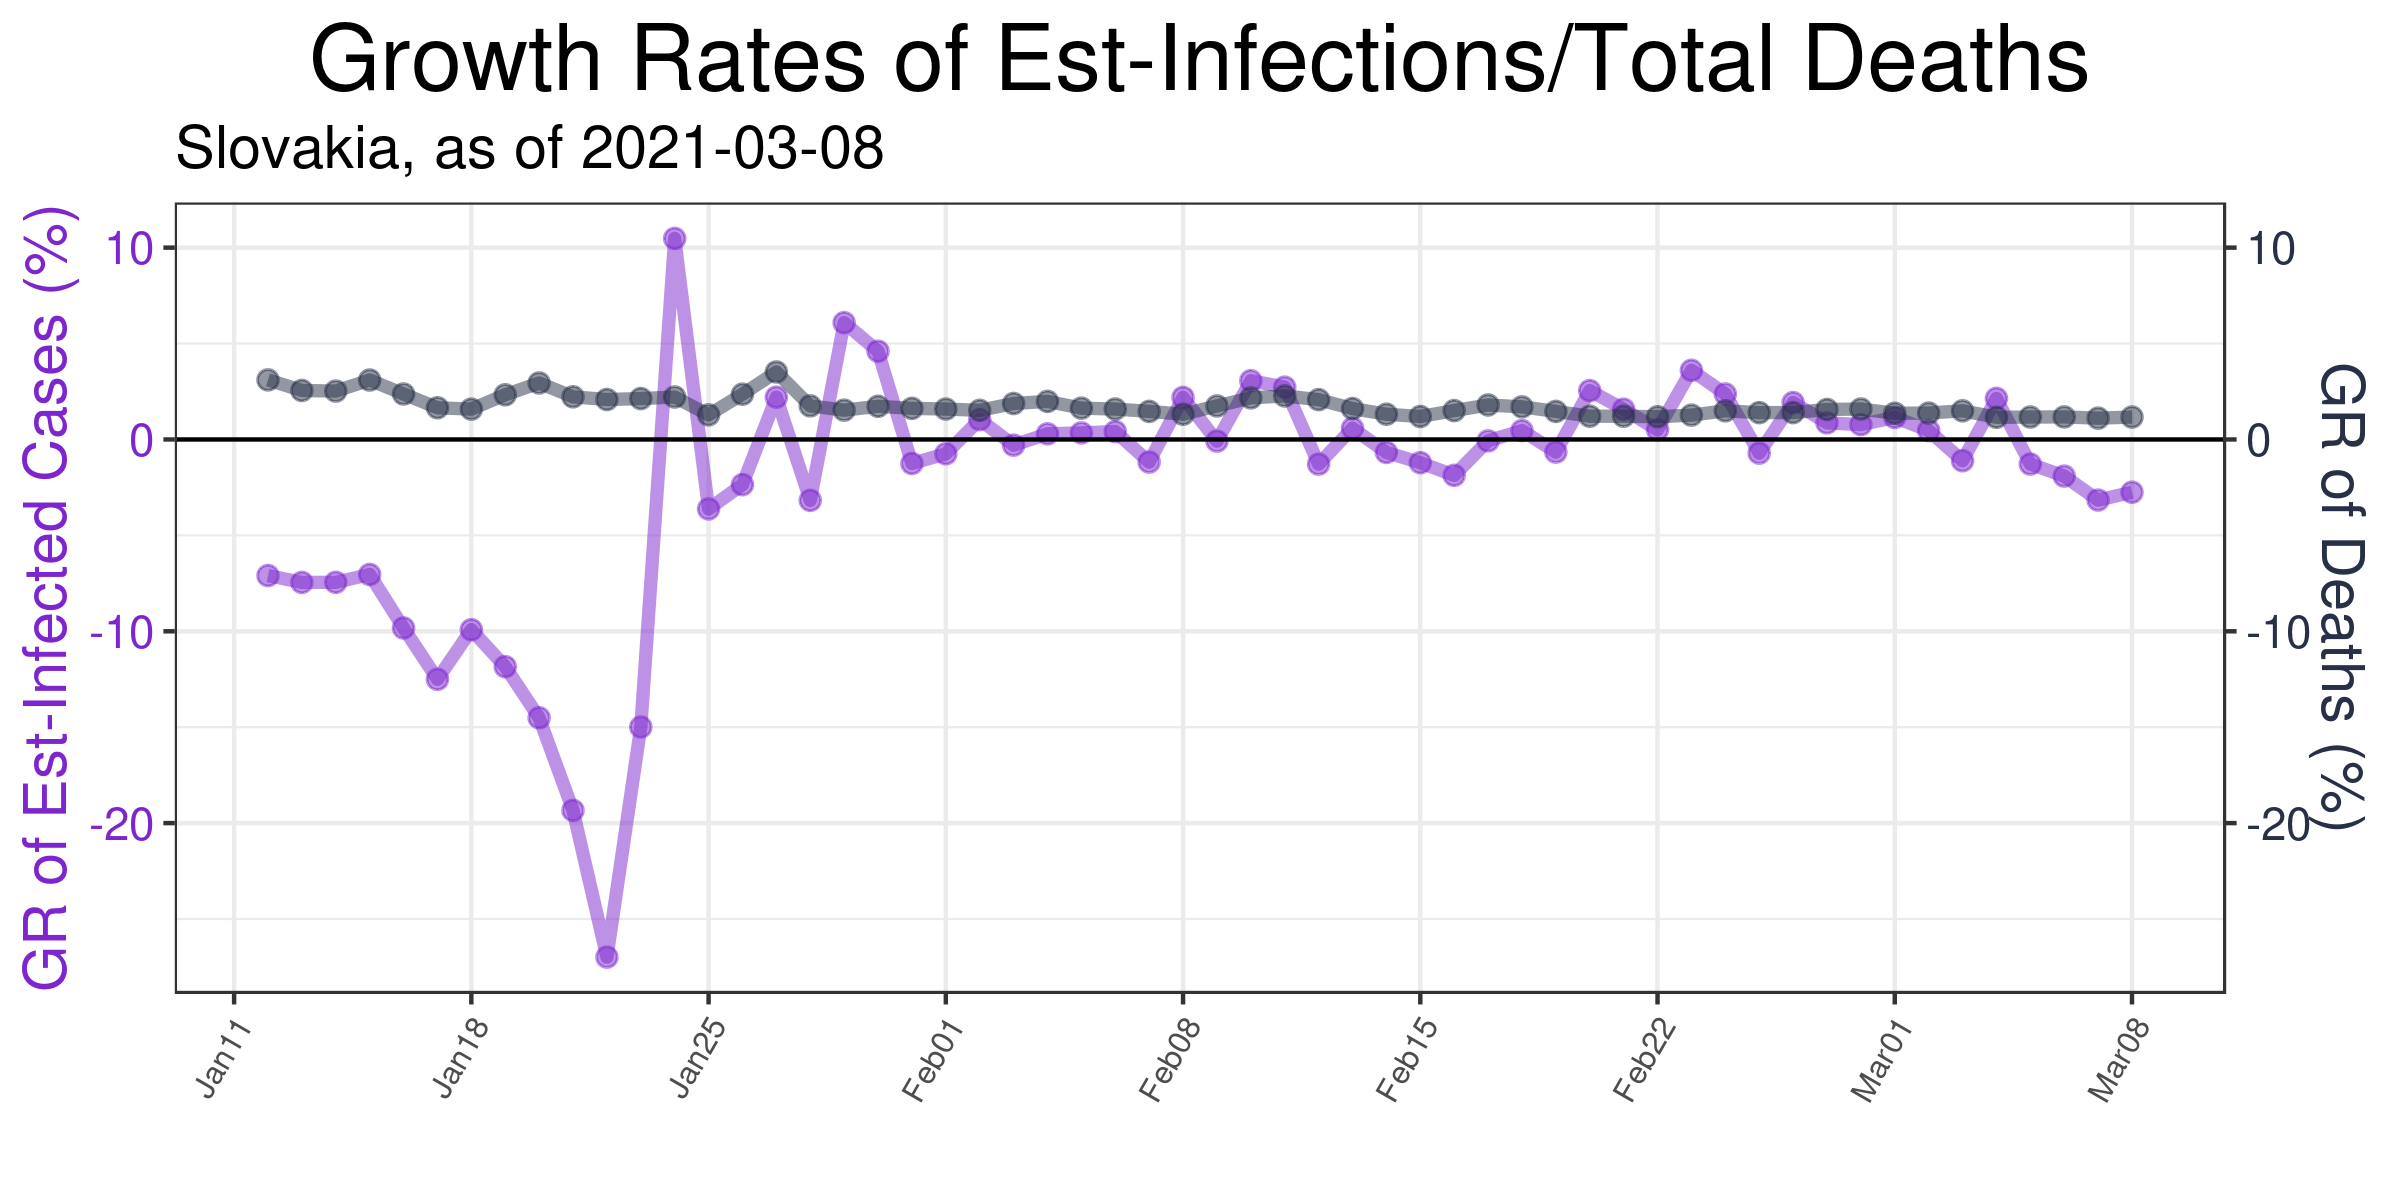 Growth Rates of Est-Infections/Total Deaths
Slovakia, as of 2021-03-08
GR of Est-Infected Cases (%)
10
0
-10
-20
10
0
-10
-20
GR of Deaths (%)
Jan11
Jan18
Jan25
Feb01
Feb08
Feb15
Feb22
Mar01
Mar08